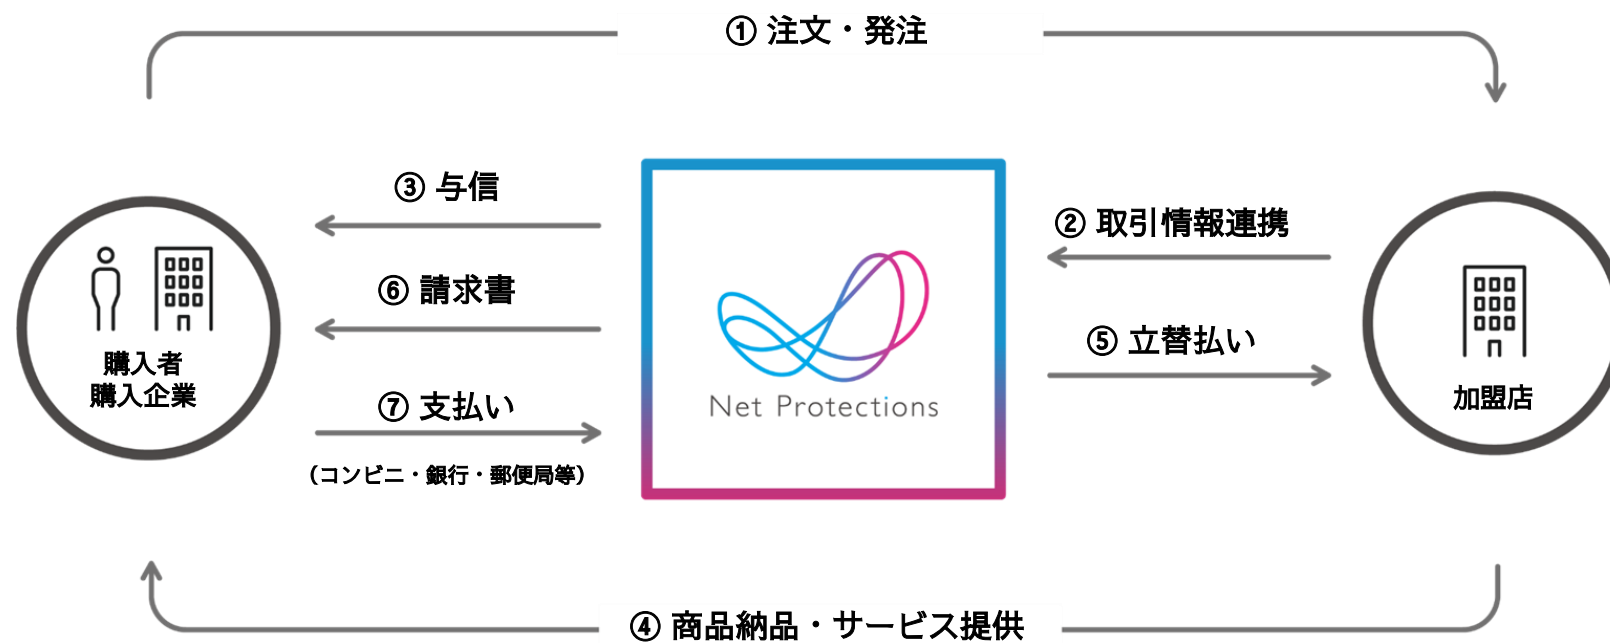 ① 注文・発注
③ 与信
② 取引情報連携
⑥ 請求書
⑤ 立替払い
購入者
購入企業
⑦ 支払い
(コンビニ・銀行・郵便局等)
Net Protections
加盟店
④ 商品納品・サービス提供